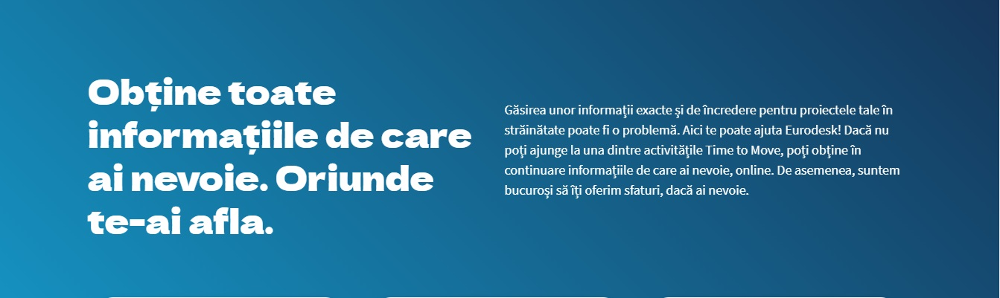 Obține toate
informațiile de care
ai nevoie. Oriunde
te-ai afla.
Găsirea unor informații exacte și de încredere pentru proiectele tale în
străinătate poate fi o problemă. Aici te poate ajuta Eurodesk! Dacă nu
poți ajunge la una dintre activitățile Time to Move, poți obține în
continuare informațiile de care ai nevoie, online. De asemenea, suntem
bucuroși să îți oferim sfaturi, dacă ai nevoie.